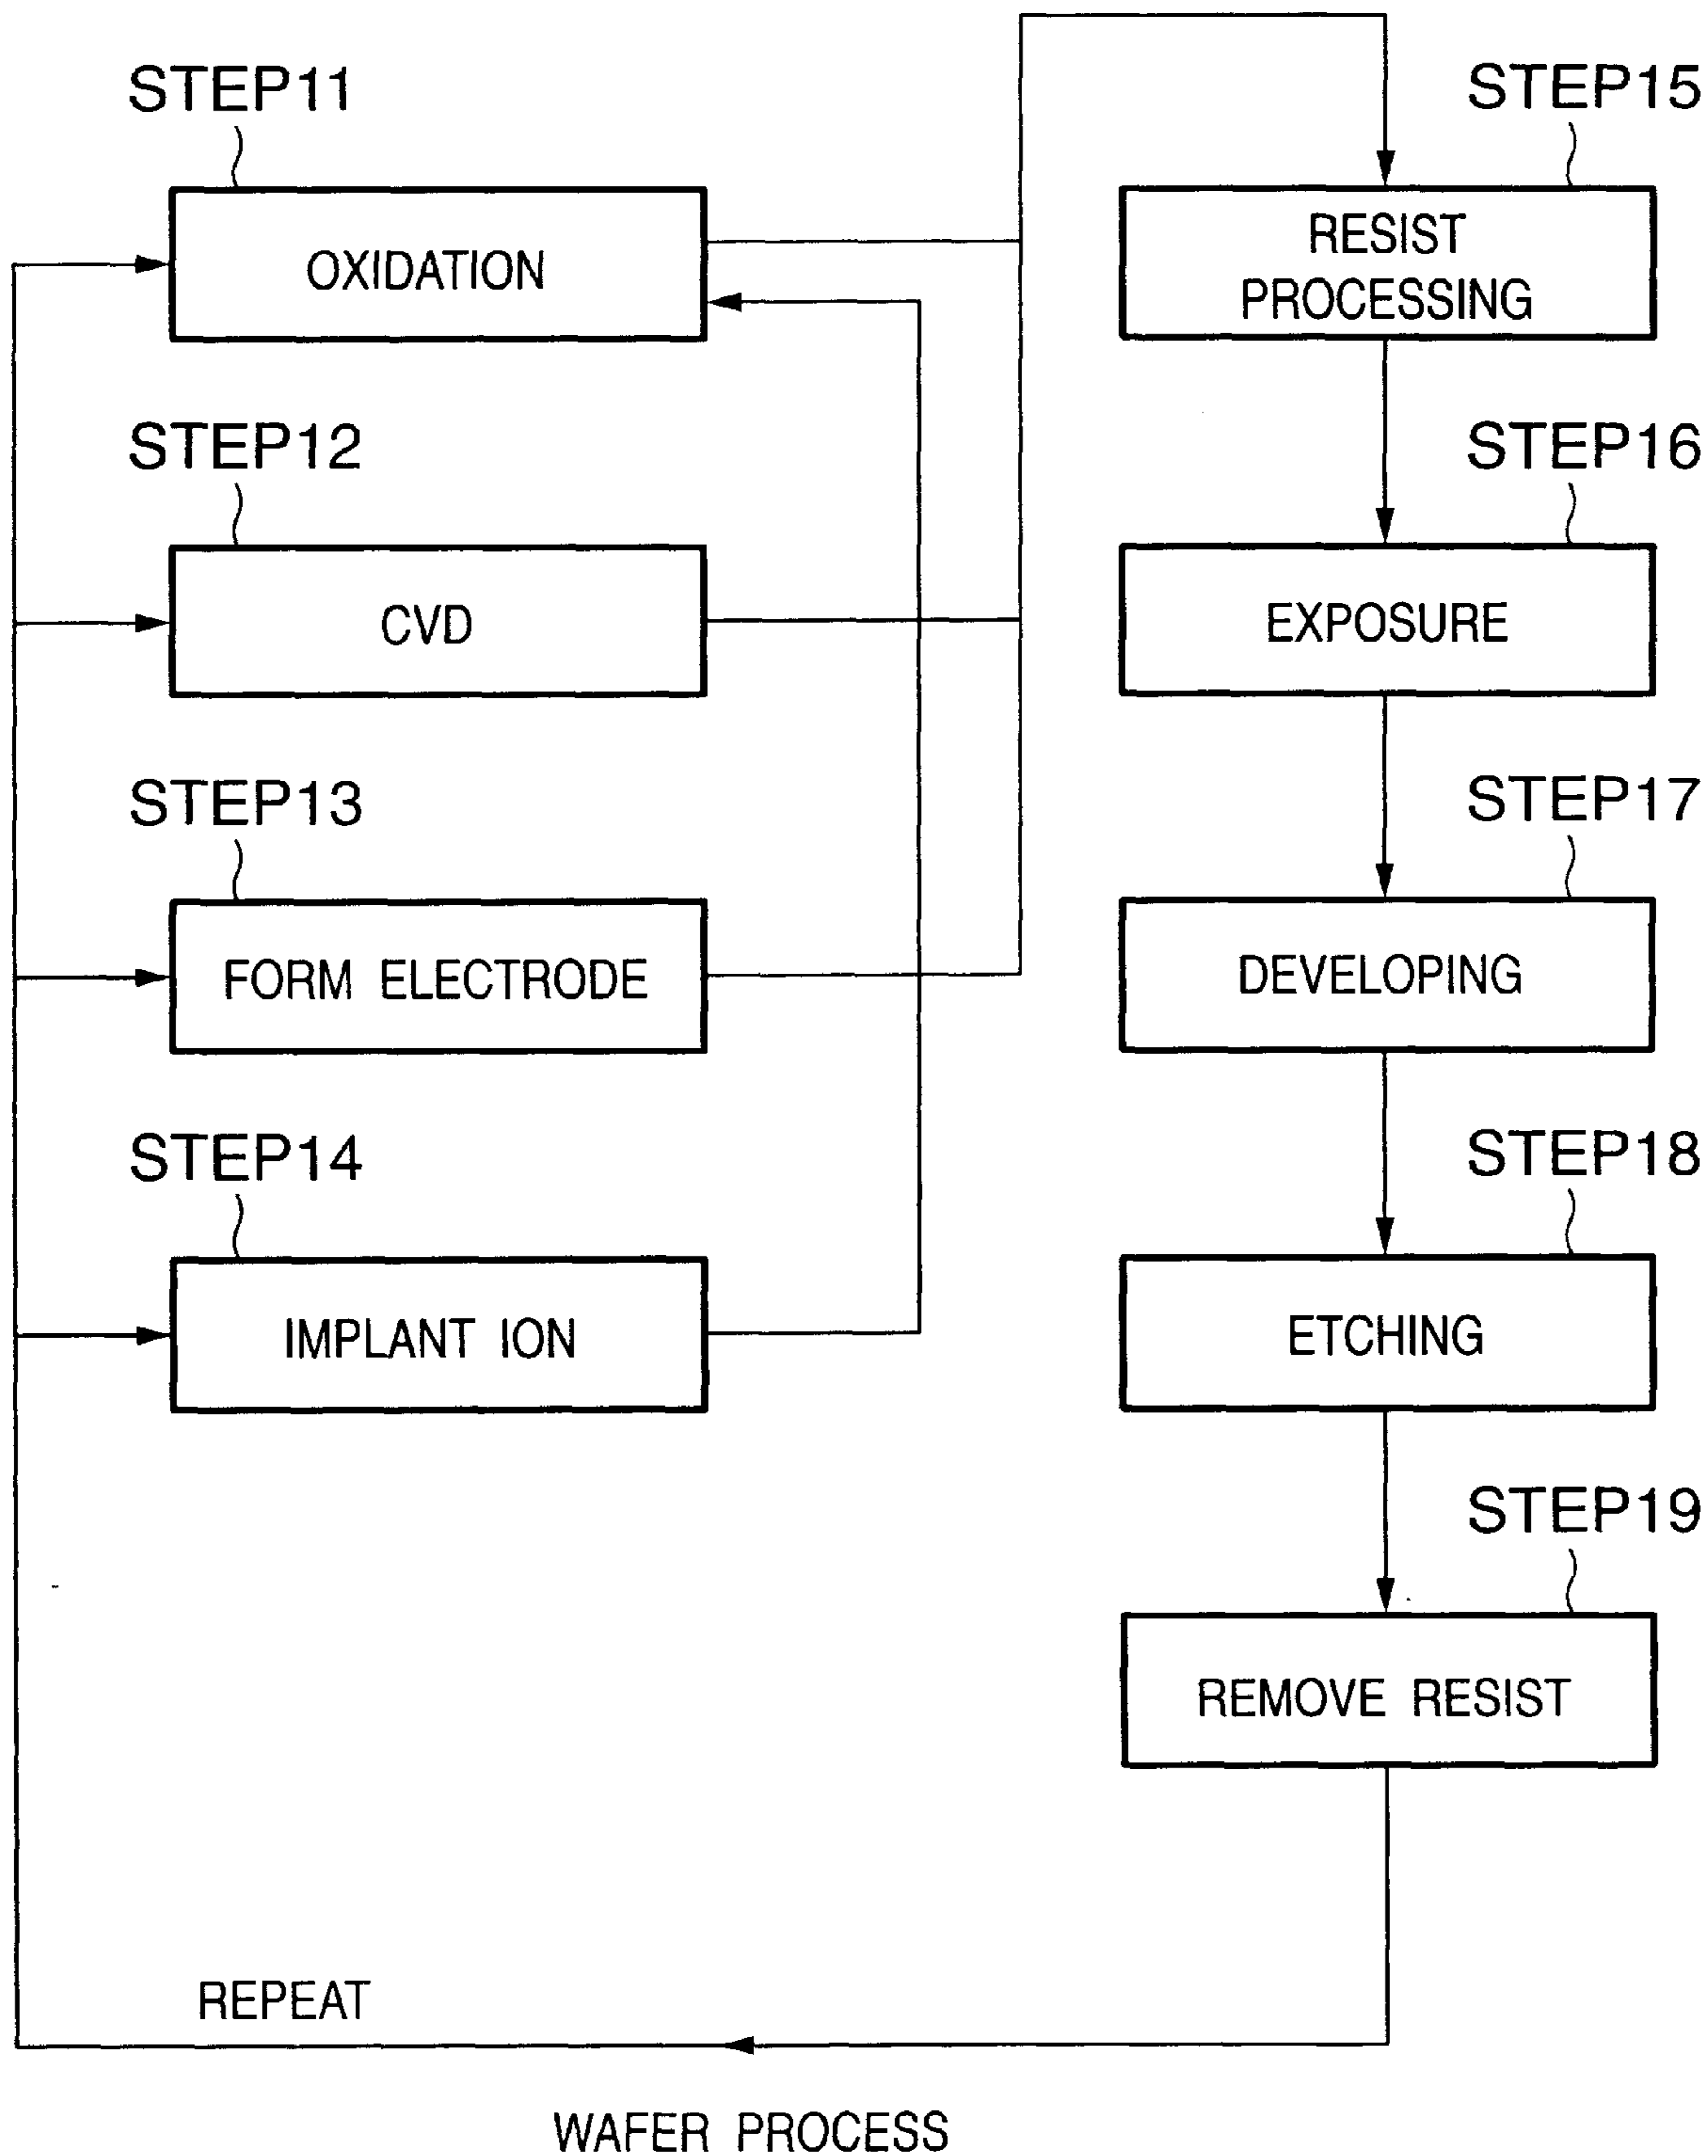 STEP11
OXIDATION
STEP12
CVD
STEP13
FORM ELECTRODE
STEP14
IMPLANT ION
STEP15
RESIST
PROCESSING
STEP16
EXPOSURE
STEP17
DEVELOPING
STEP18
ETCHING
STEP19
REMOVE RESIST
REPEAT
WAFER PROCESS